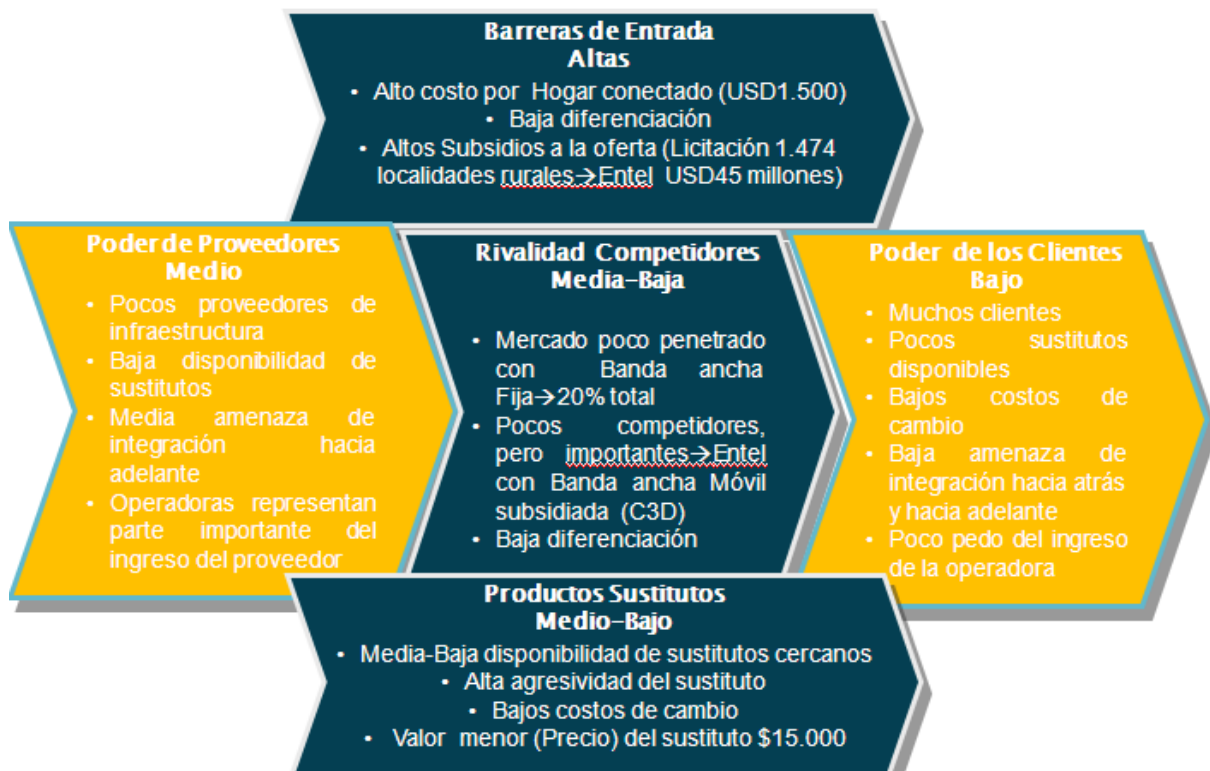 Barreras de Entrada
Altas
• Alto costo por Hogar conectado (USD1.500)
• Baja diferenciación
• Altos Subsidios a la oferta (Licitación 1.474
localidades rurales→Entel USD45 millones)
Poder de Proveedores
Medio
• Pocos proveedores de
infraestructura
• Baja disponibilidad de
sustitutos
• Media amenaza de
integración hacia
adelante
• Operadoras representan
parte importante del
ingreso del proveedor
Rivalidad Competidores
Media-Baja
• Mercado poco penetrado
con Banda ancha
Fija→20% total
• Pocos competidores,
pero importantes→Entel
con Banda ancha Móvil
subsidiada (C3D)
• Baja diferenciación
Poder de los Clientes
Bajo
• Muchos clientes
• Pocos sustitutos
disponibles
• Bajos costos de
cambio
• Baja amenaza de
integración hacia atrás
y hacia adelante
• Poco pedo del ingreso
de la operadora
Productos Sustitutos
Medio-Bajo
• Media-Baja disponibilidad de sustitutos cercanos
• Alta agresividad del sustituto
• Bajos costos de cambio
• Valor menor (Precio) del sustituto $15.000